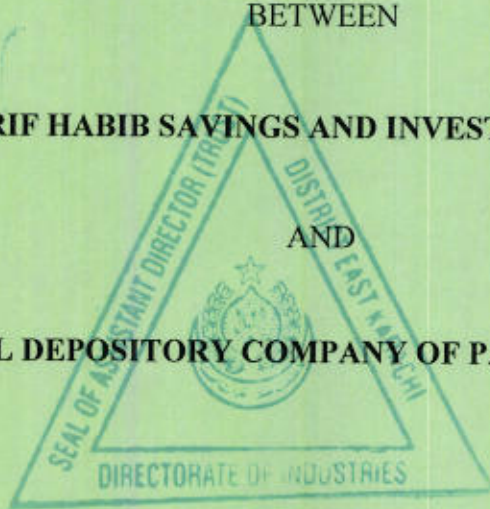 BETWEEN
RIF HABIB SAVINGS AND INVEST
AND
L DEPOSITORY COMPANY OF PA
SEAL OF ASSISTANT DIRECTOR (TRUST)
DISTRICT EAST KARACHI
DIRECTORATE OF INDUSTRIES